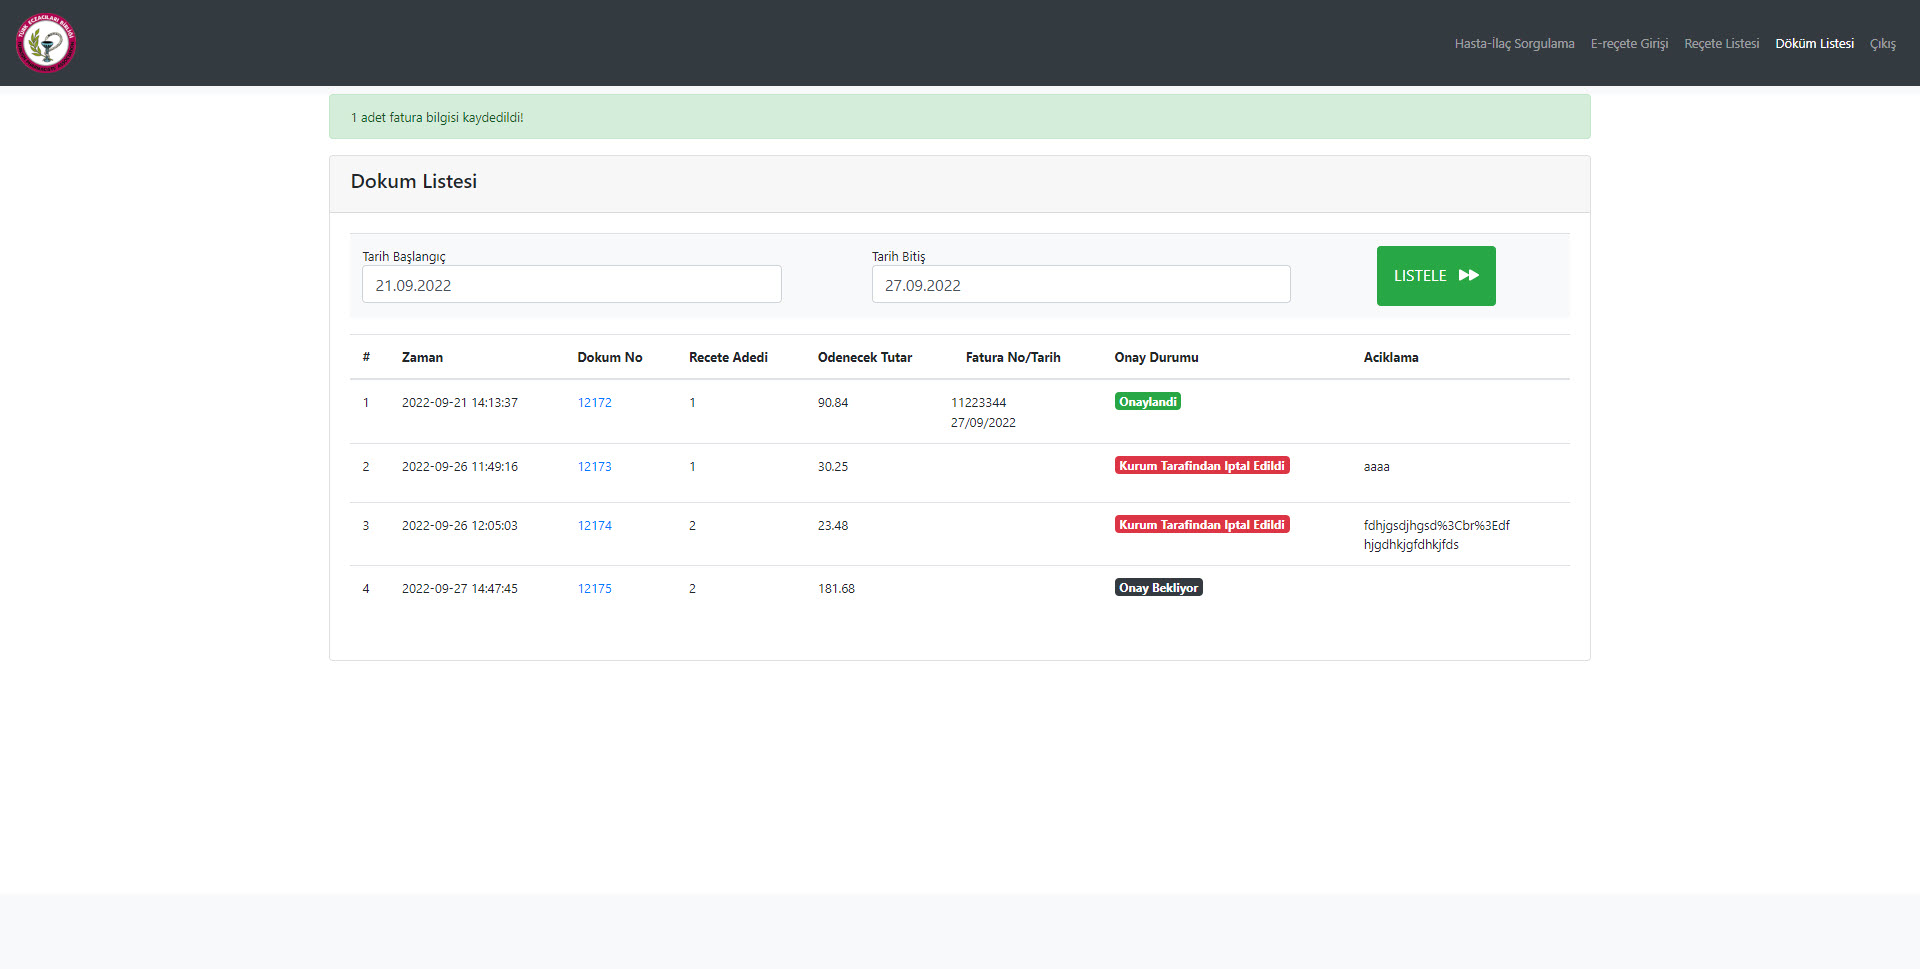 TÜRK ECZACILARI BİRLİĞİ
Hasta-İlaç Sorgulama E-reçete Girişi Reçete Listesi Döküm Listesi Çıkış
1 adet fatura bilgisi kaydedildi!
Dokum Listesi
Tarih Başlangıç Tarih Bitiş
21.09.2022 27.09.2022 LISTELE
# Zaman Dokum No Recete Adedi Odenecek Tutar Fatura No/Tarih Onay Durumu Aciklama
1 2022-09-21 14:13:37 12172 1 90.84 11223344 Onaylandi
27/09/2022
2 2022-09-26 11:49:16 12173 1 30.25 Kurum Tarafindan Iptal Edildi aaaa
3 2022-09-26 12:05:03 12174 2 23.48 Kurum Tarafindan Iptal Edildi fdhjgsdjhgsd%3Cbr%3Edf
hjgdhkjgfdhkjfds
4 2022-09-27 14:47:45 12175 2 181.68 Onay Bekliyor